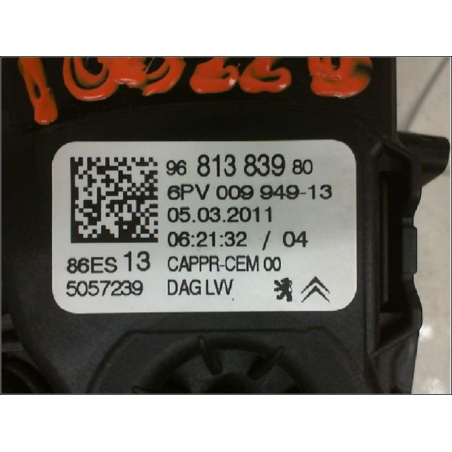 96 813 839 80
6PV 009 949-13
05.03.2011
06:21:32 / 04
86ES 13 CAPPR-CEM 00
5057239 DAG LVV